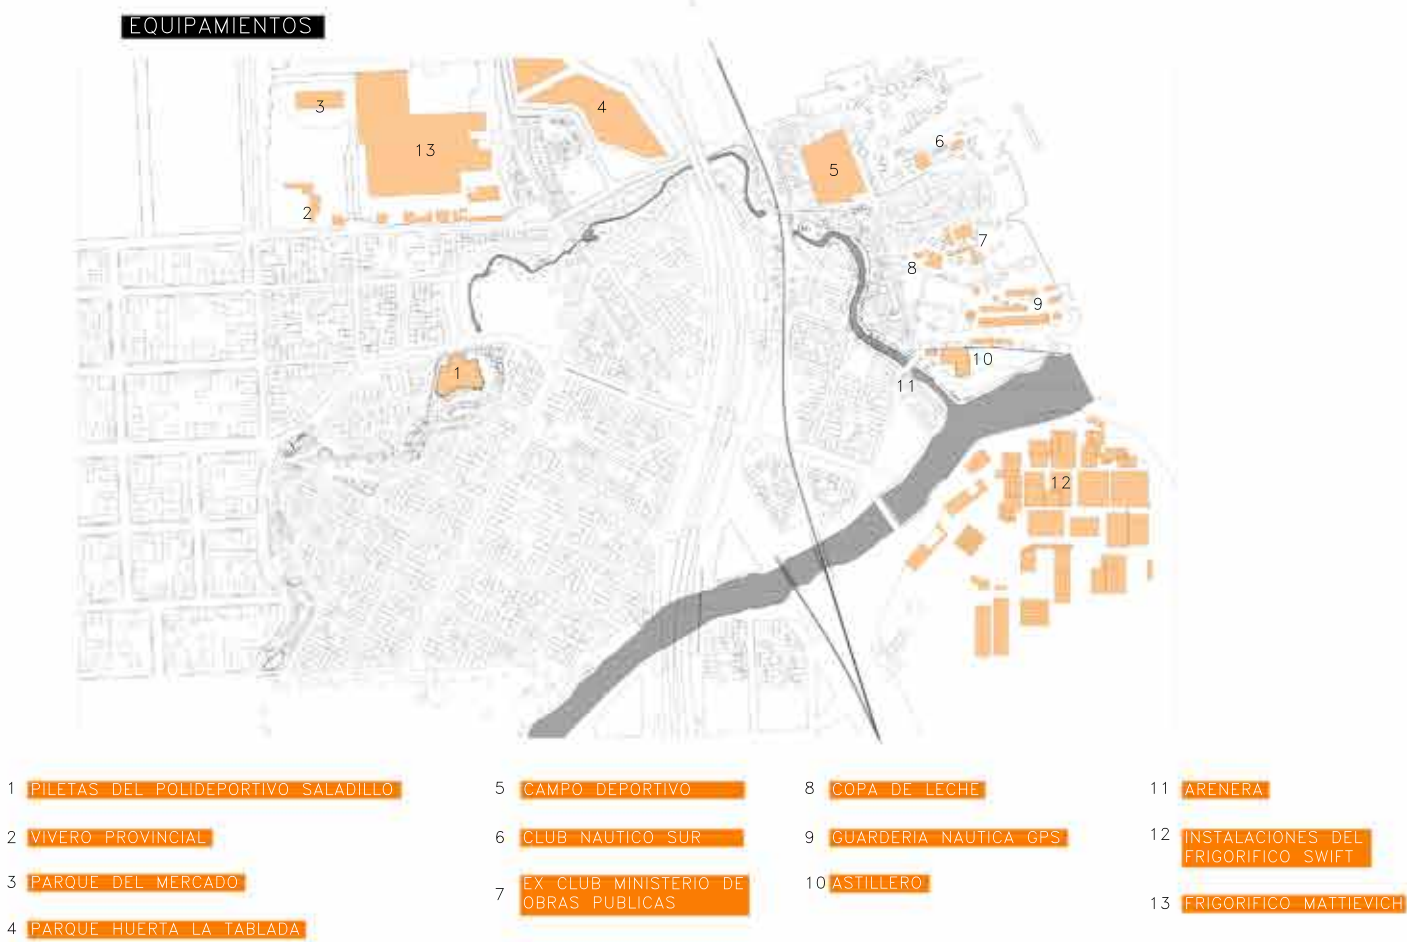 EQUIPAMIENTOS
3
13
4
5
6
2
7
8
9
1
10
11
12
1 PILETAS DEL POLIDEPORTIVO SALADILLO
2 VIVERO PROVINCIAL
3 PARQUE DEL MERCADO
4 PARQUE HUERTA LA TABLADA
5 CAMPO DEPORTIVO
6 CLUB NAUTICO SUR
7 EX CLUB MINISTERIO DE
OBRAS PUBLICAS
8 COPA DE LECHE
9 GUARDERIA NAUTICA GPS
10 ASTILLERO
11 ARENERA
12 INSTALACIONES DEL
FRIGORIFICO SWIFT
13 FRIGORIFICO MATTIEVICH